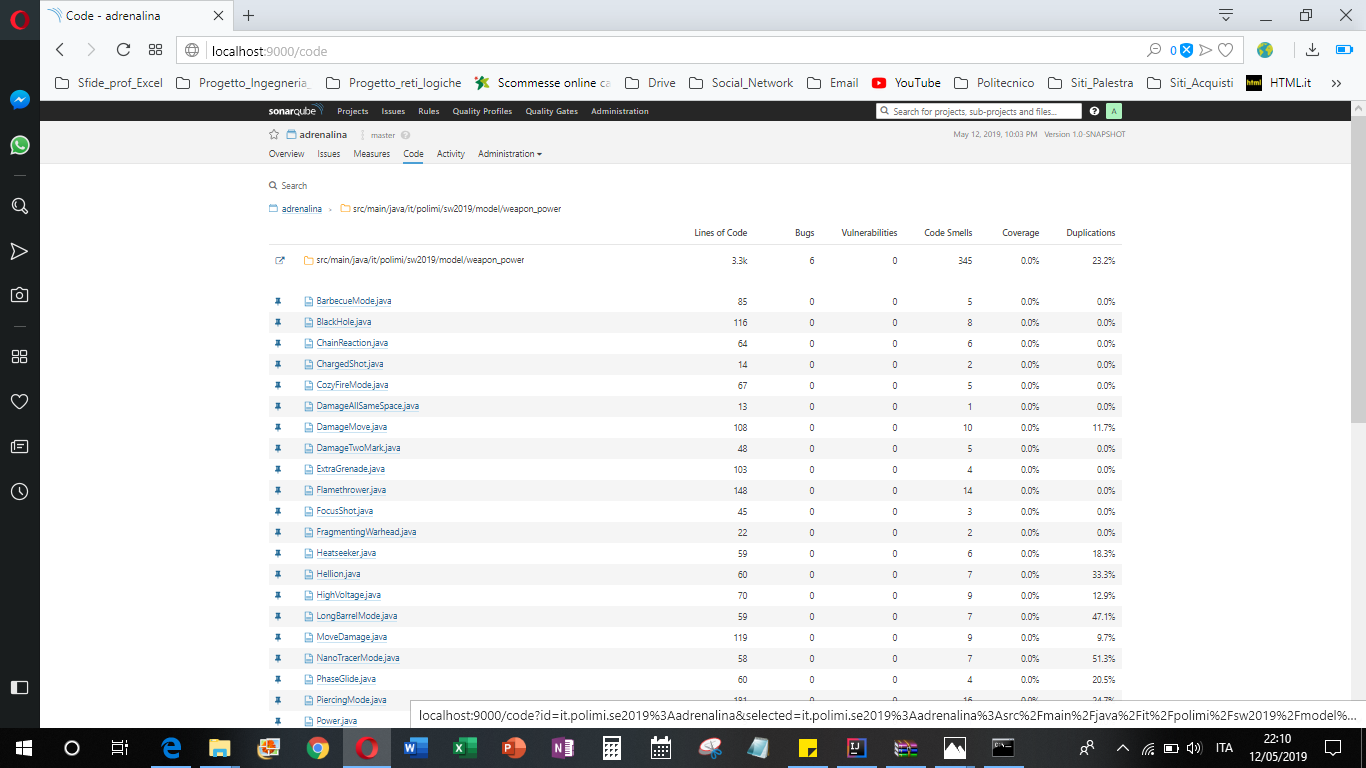 Code - adrenalina
localhost:9000/code
0
Sfide_prof_Excel Progetto_Ingegneria_ Progetto_reti_logiche Scommesse online ca Drive Social_Network Email YouTube Politecnico Siti_Palestra Siti_Acquisti html HTML.it
sonarqube Projects Issues Rules Quality Profiles Quality Gates Administration Search for projects, sub-projects and files... ? A
adrenalina master ? May 12, 2019, 10:03 PM Version 1.0-SNAPSHOT
Overview Issues Measures Code Activity Administration
Search
adrenalina > src/main/java/it/polimi/sw2019/model/weapon_power
Lines of Code Bugs Vulnerabilities Code Smells Coverage Duplications
src/main/java/it/polimi/sw2019/model/weapon_power 3.3k 6 0 345 0.0% 23.2%
BarbecueMode.java 85 0 0 5 0.0% 0.0%
BlackHole.java 116 0 0 8 0.0% 0.0%
ChainReaction.java 64 0 0 6 0.0% 0.0%
ChargedShot.java 14 0 0 2 0.0% 0.0%
CozyFireMode.java 67 0 0 5 0.0% 0.0%
DamageAllSameSpace.java 13 0 0 1 0.0% 0.0%
DamageMove.java 108 0 0 10 0.0% 11.7%
DamageTwoMark.java 48 0 0 5 0.0% 0.0%
ExtraGrenade.java 103 0 0 4 0.0% 0.0%
Flamethrower.java 148 0 0 14 0.0% 0.0%
FocusShot.java 45 0 0 3 0.0% 0.0%
FragmentingWarhead.java 22 0 0 2 0.0% 0.0%
Heatseeker.java 59 0 0 6 0.0% 18.3%
Hellion.java 60 0 0 7 0.0% 33.3%
HighVoltage.java 70 0 0 9 0.0% 12.9%
LongBarrelMode.java 59 0 0 7 0.0% 47.1%
MoveDamage.java 119 0 0 9 0.0% 9.7%
NanoTracerMode.java 58 0 0 7 0.0% 51.3%
PhaseGlide.java 60 0 0 4 0.0% 20.5%
PiercingMode.java
Power.java
localhost:9000/code?id=it.polimi.se2019%3Aadrenalina&selected=it.polimi.se2019%3Aadrenalina%3Asrc%2Fmain%2Fjava%2Fit%2Fpolimi%2Fsw2019%2Fmodel%...
ITA 22:10
12/05/2019